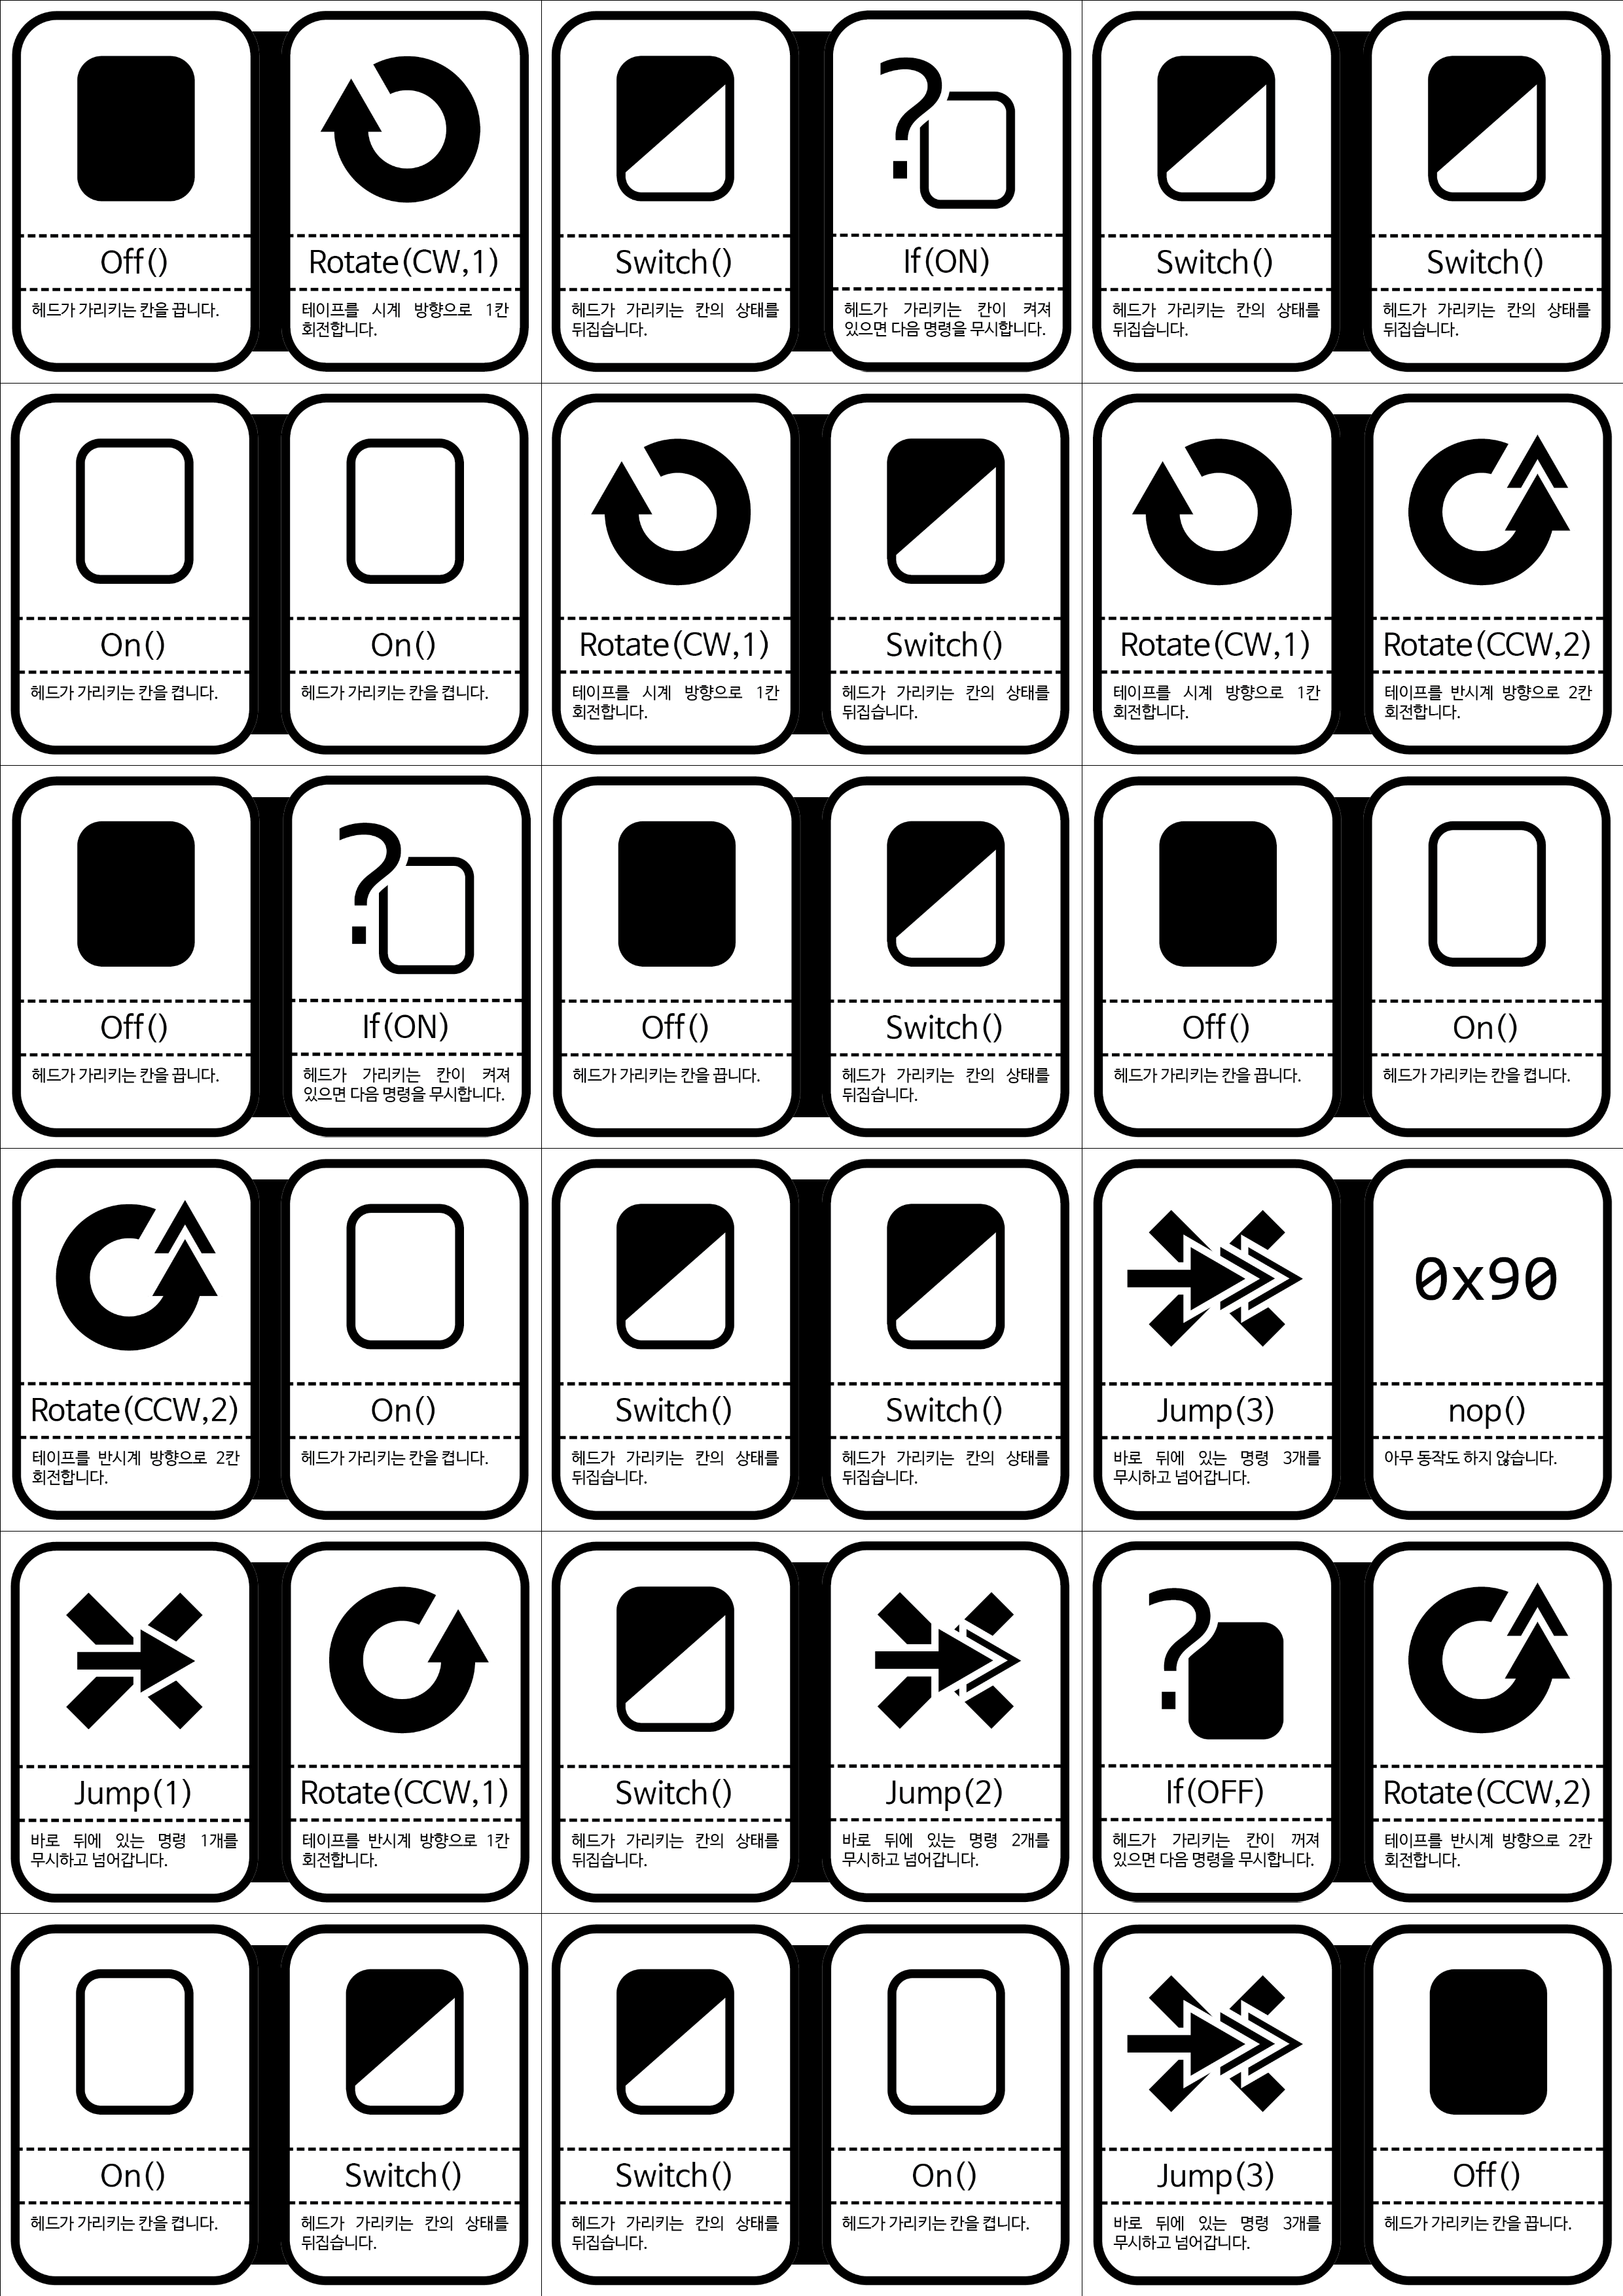 Off()
헤드가 가리키는 칸을 끕니다.
Rotate(CW,1)
테이프를 시계 방향으로 1칸
회전합니다.
Switch()
헤드가 가리키는 칸의 상태를
뒤집습니다.
?
If(ON)
헤드가 가리키는 칸이 켜져
있으면 다음 명령을 무시합니다.
Switch()
헤드가 가리키는 칸의 상태를
뒤집습니다.
Switch()
헤드가 가리키는 칸의 상태를
뒤집습니다.
On()
헤드가 가리키는 칸을 켭니다.
On()
헤드가 가리키는 칸을 켭니다.
Rotate(CW,1)
테이프를 시계 방향으로 1칸
회전합니다.
Switch()
헤드가 가리키는 칸의 상태를
뒤집습니다.
Rotate(CW,1)
테이프를 시계 방향으로 1칸
회전합니다.
Rotate(CCW,2)
테이프를 반시계 방향으로 2칸
회전합니다.
Off()
헤드가 가리키는 칸을 끕니다.
?
If(ON)
헤드가 가리키는 칸이 켜져
있으면 다음 명령을 무시합니다.
Off()
헤드가 가리키는 칸을 끕니다.
Switch()
헤드가 가리키는 칸의 상태를
뒤집습니다.
Off()
헤드가 가리키는 칸을 끕니다.
On()
헤드가 가리키는 칸을 켭니다.
Rotate(CCW,2)
테이프를 반시계 방향으로 2칸
회전합니다.
On()
헤드가 가리키는 칸을 켭니다.
Switch()
헤드가 가리키는 칸의 상태를
뒤집습니다.
Switch()
헤드가 가리키는 칸의 상태를
뒤집습니다.
Jump(3)
바로 뒤에 있는 명령 3개를
무시하고 넘어갑니다.
0x90
nop()
아무 동작도 하지 않습니다.
Jump(1)
바로 뒤에 있는 명령 1개를
무시하고 넘어갑니다.
Rotate(CCW,1)
테이프를 반시계 방향으로 1칸
회전합니다.
Switch()
헤드가 가리키는 칸의 상태를
뒤집습니다.
Jump(2)
바로 뒤에 있는 명령 2개를
무시하고 넘어갑니다.
?
If(OFF)
헤드가 가리키는 칸이 꺼져
있으면 다음 명령을 무시합니다.
Rotate(CCW,2)
테이프를 반시계 방향으로 2칸
회전합니다.
On()
헤드가 가리키는 칸을 켭니다.
Switch()
헤드가 가리키는 칸의 상태를
뒤집습니다.
Switch()
헤드가 가리키는 칸의 상태를
뒤집습니다.
On()
헤드가 가리키는 칸을 켭니다.
Jump(3)
바로 뒤에 있는 명령 3개를
무시하고 넘어갑니다.
Off()
헤드가 가리키는 칸을 끕니다.